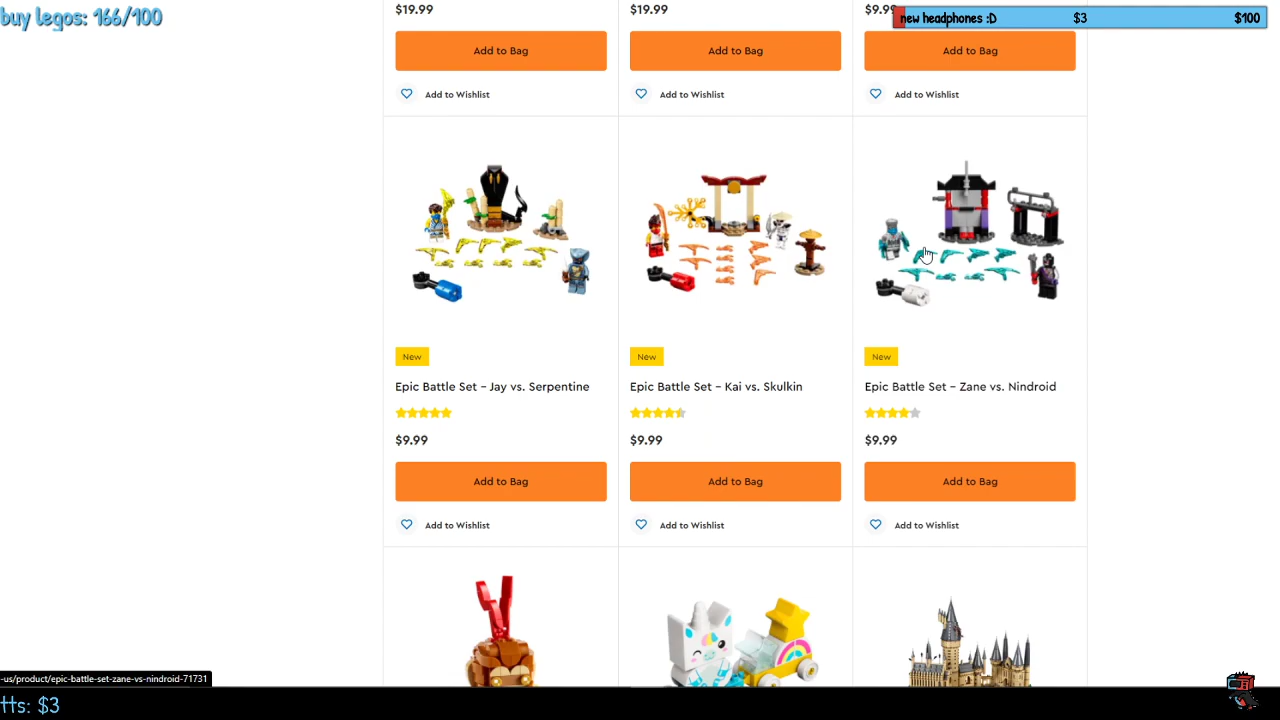 buy legos: 166/100
new headphones :D $3 $100
$19.99 $19.99 $9.99
Add to Bag Add to Bag Add to Bag
Add to Wishlist Add to Wishlist Add to Wishlist
New New New
Epic Battle Set – Jay vs. Serpentine Epic Battle Set – Kai vs. Skulkin Epic Battle Set – Zane vs. Nindroid
$9.99 $9.99 $9.99
Add to Bag Add to Bag Add to Bag
Add to Wishlist Add to Wishlist Add to Wishlist
-us/product/epic-battle-set-zane-vs-nindroid-71731
tts: $3